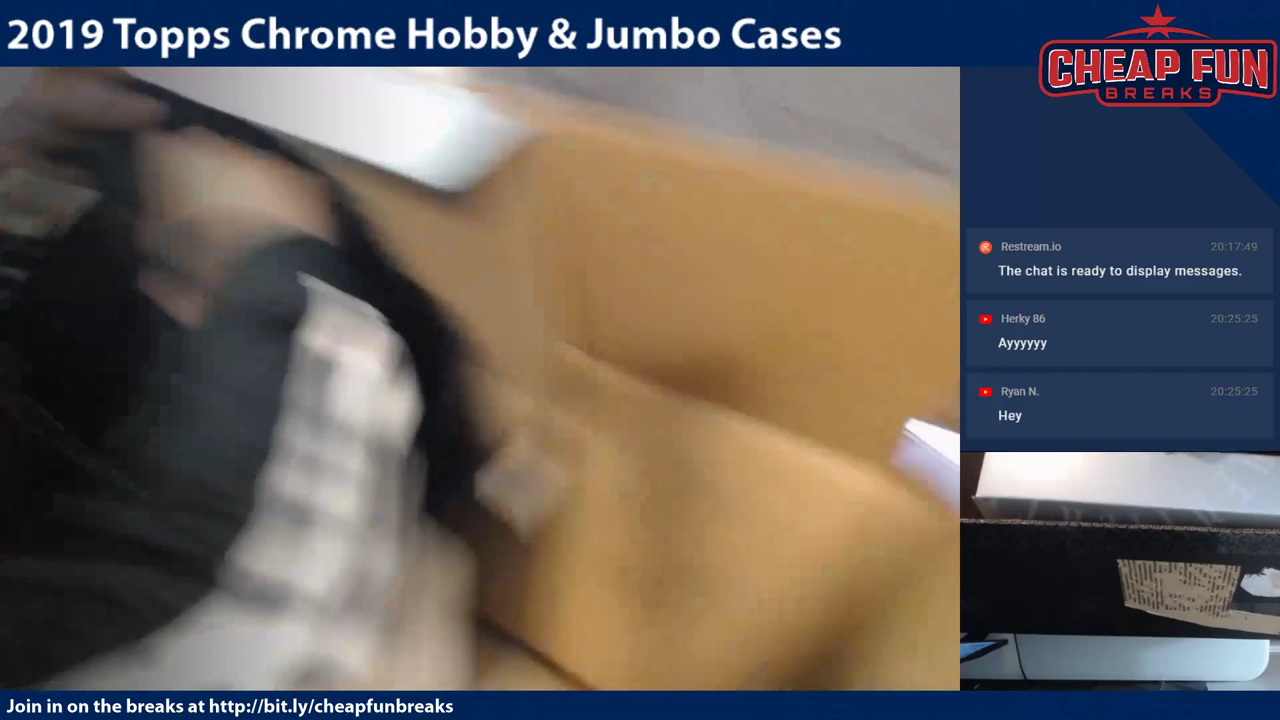 2019 Topps Chrome Hobby & Jumbo Cases
CHEAP FUN
BREAKS
Restream.io 20:17:49
The chat is ready to display messages.
Herky 86 20:25:25
Ayyyyyy
Ryan N. 20:25:25
Hey
Join in on the breaks at http://bit.ly/cheapfunbreaks